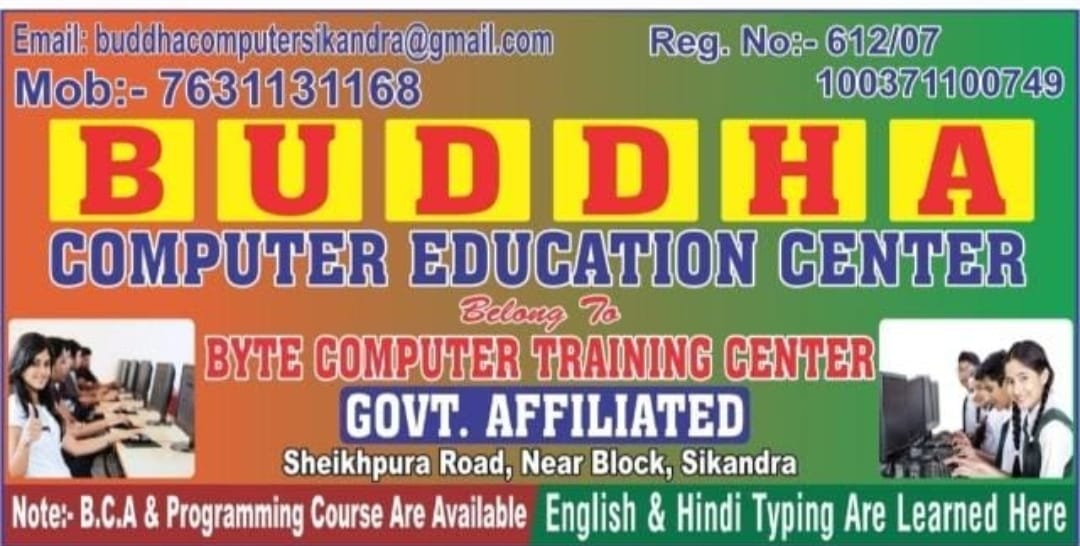 Email: buddhacomputersikandra@gmail.com
Reg. No:- 612/07
Mob:- 7631131168
100371100749
BUDDHA
COMPUTER EDUCATION CENTER
Belong To
BYTE COMPUTER TRAINING CENTER
GOVT. AFFILIATED
Sheikhpura Road, Near Block, Sikandra
Note:- B.C.A & Programming Course Are Available
English & Hindi Typing Are Learned Here